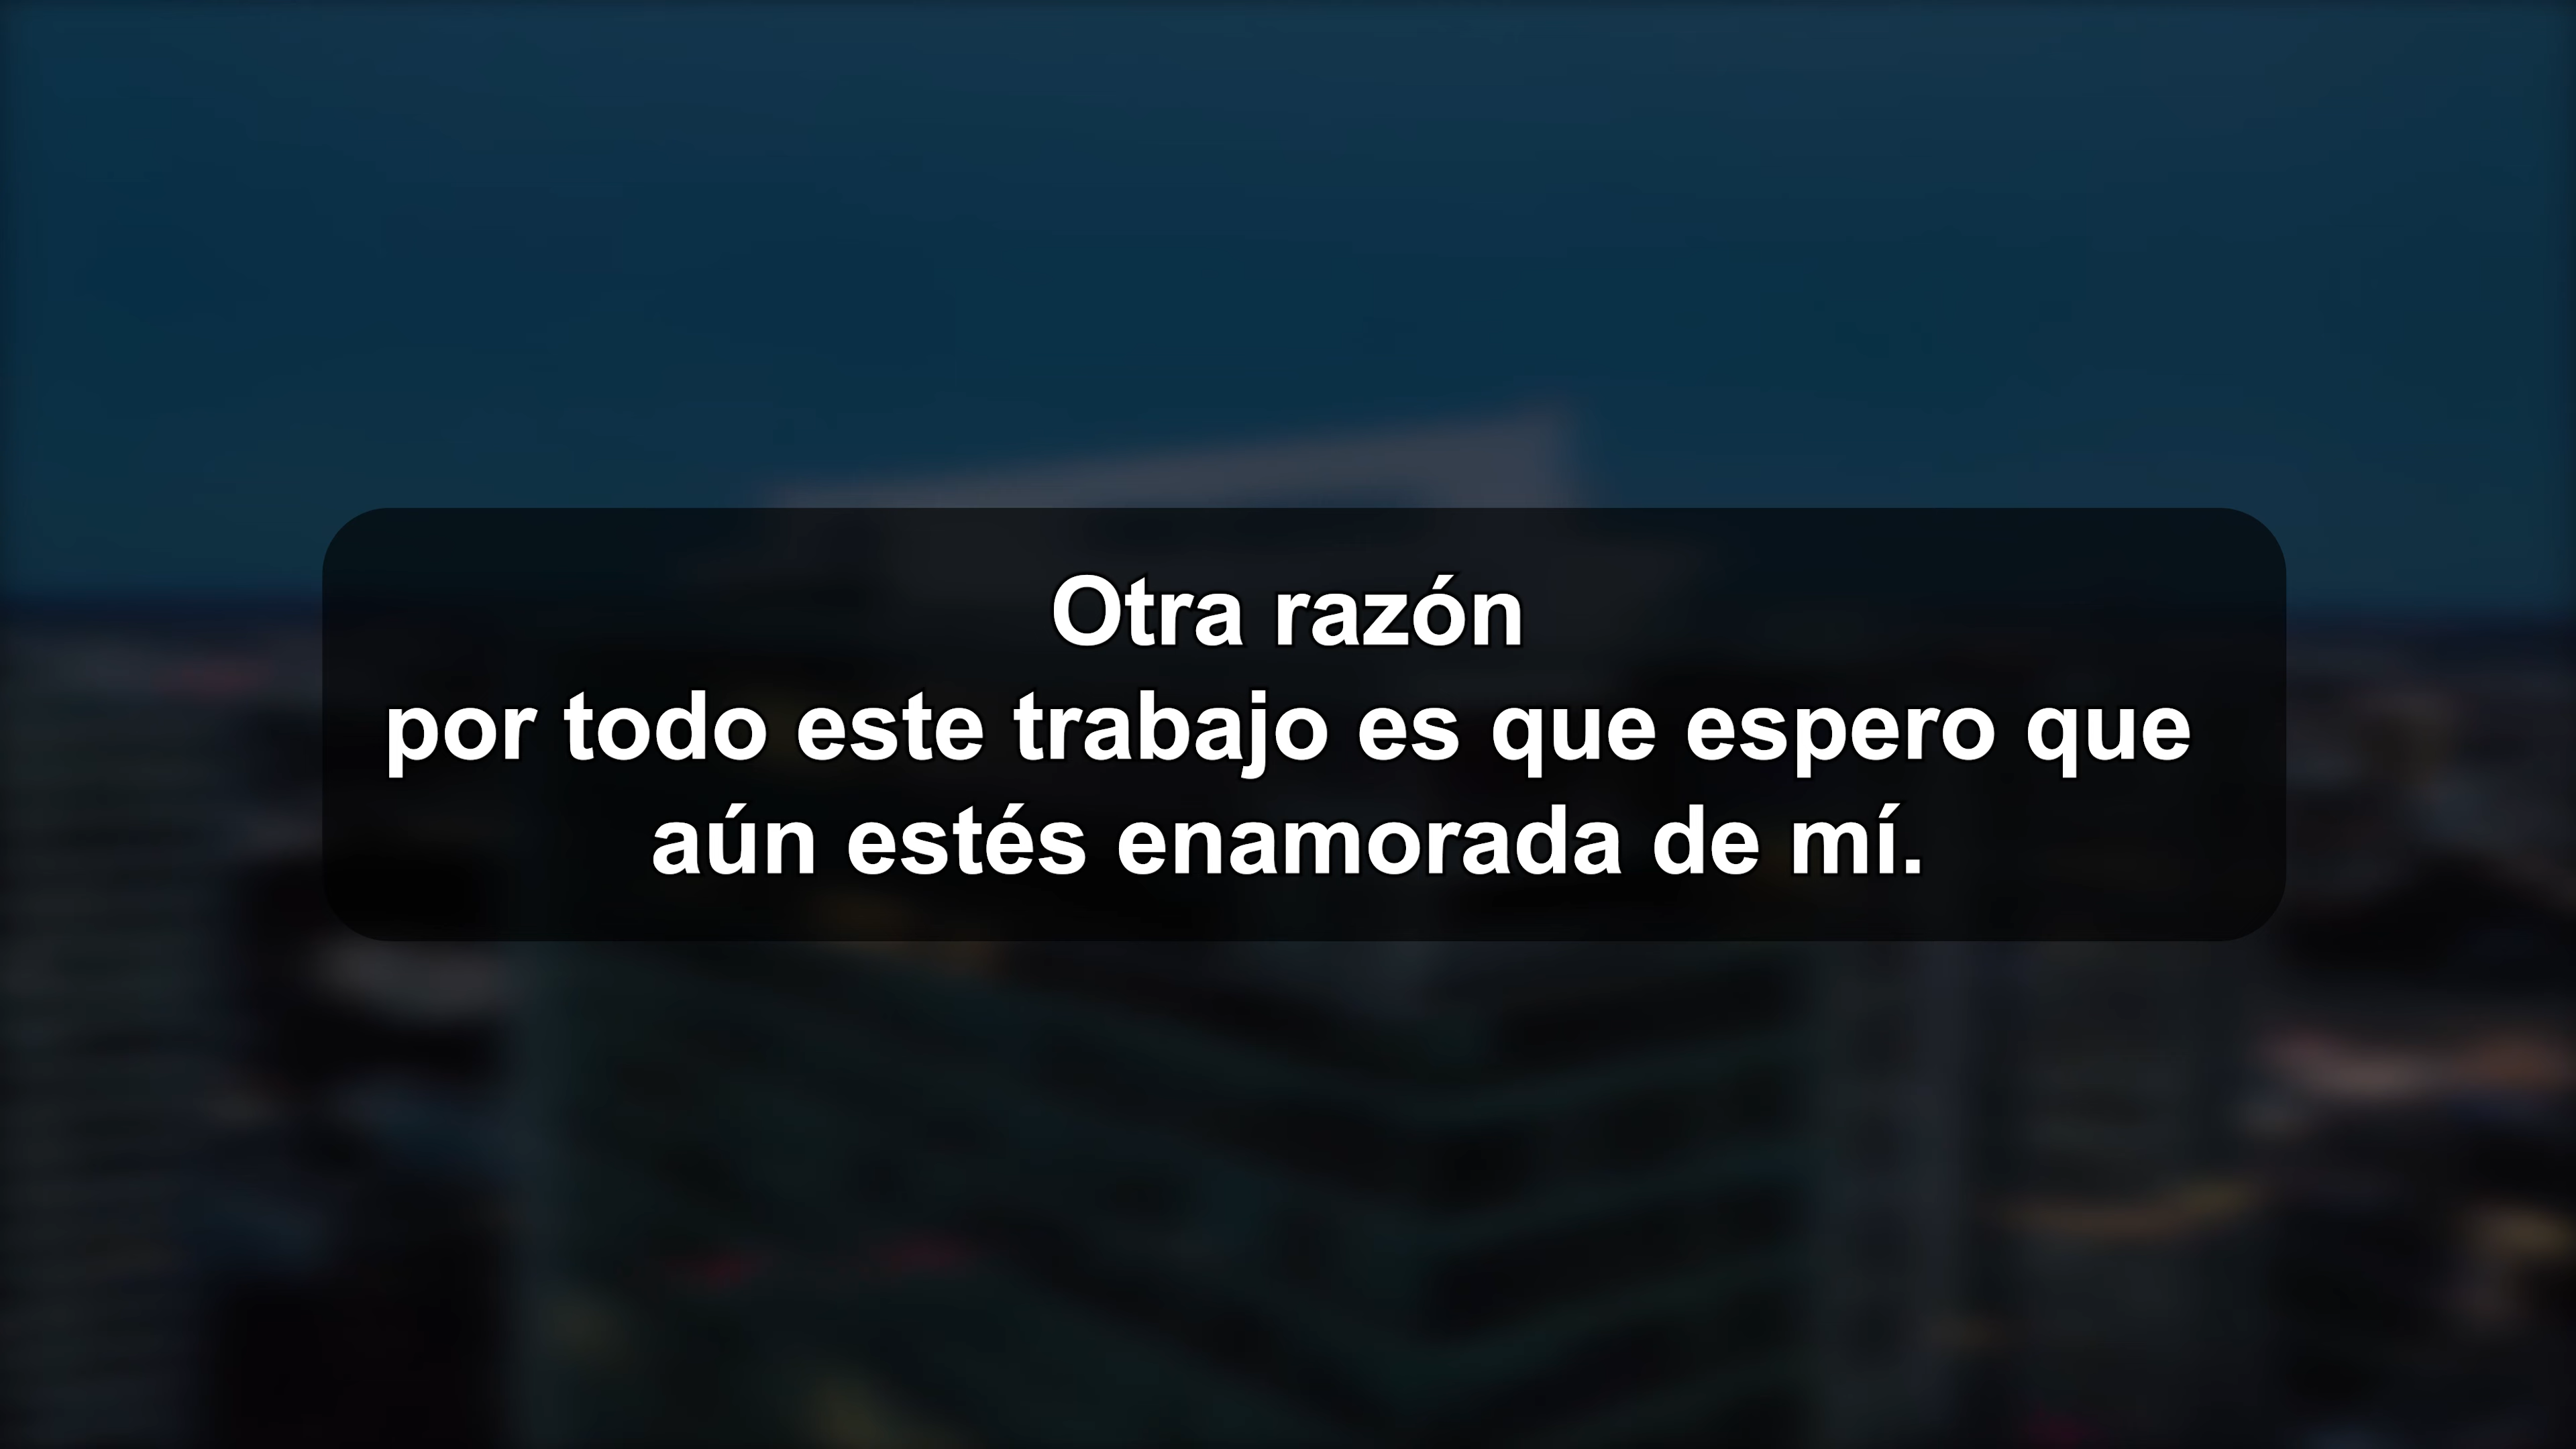 Otra razón
por todo este trabajo es que espero que
aún estés enamorada de mí.